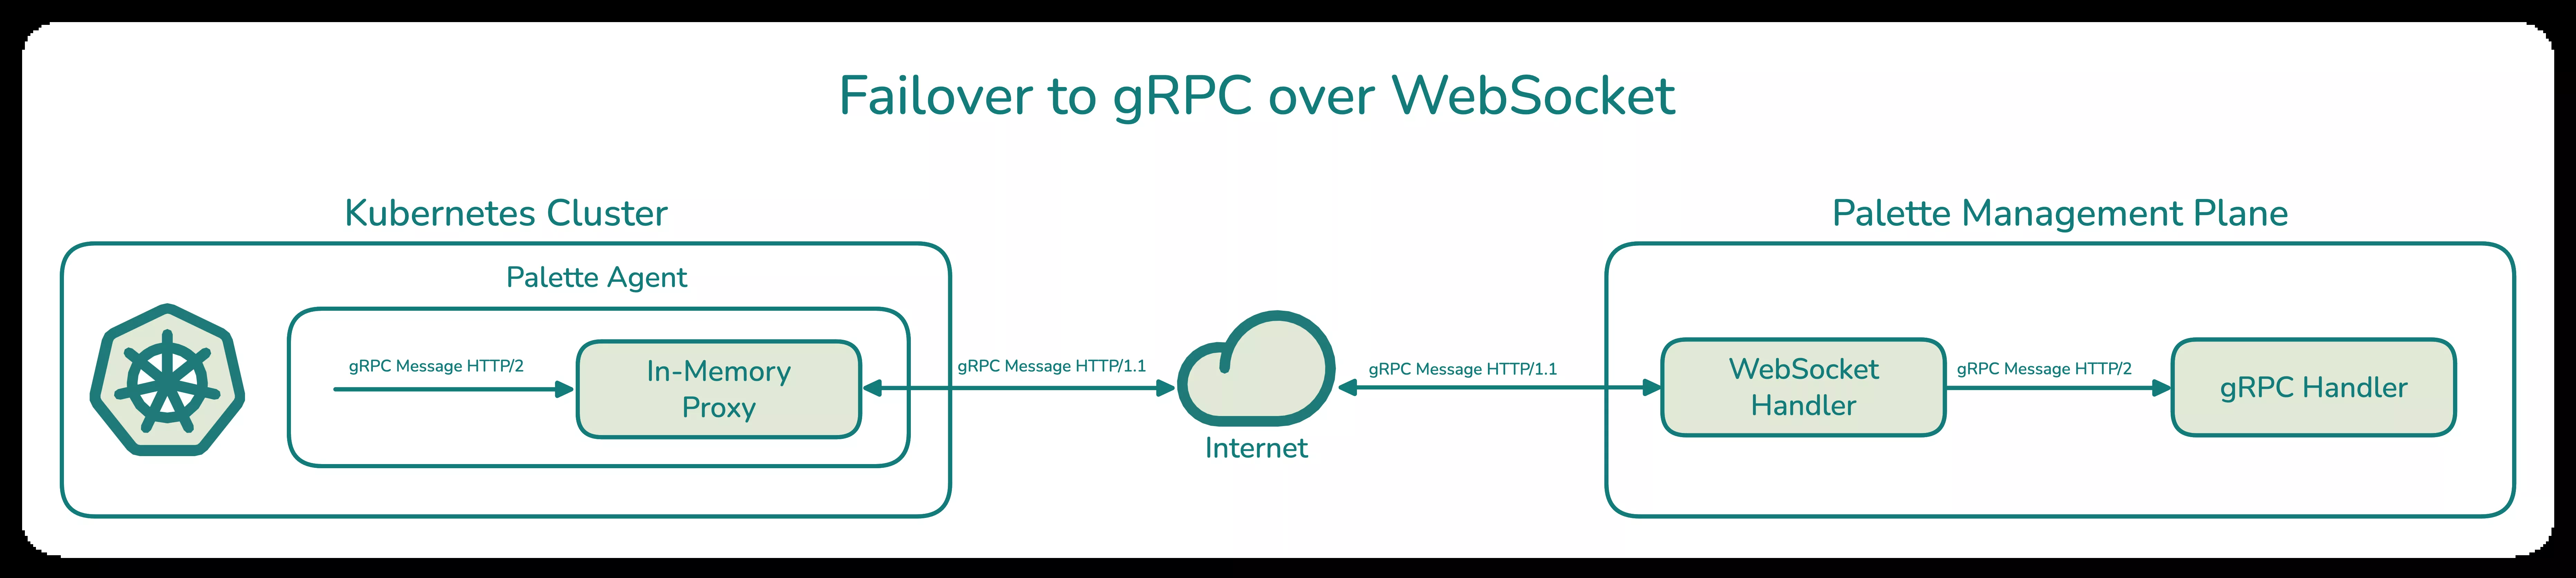 Failover to gRPC over WebSocket
Kubernetes Cluster
Palette Management Plane
Palette Agent
gRPC Message HTTP/2
In-Memory
Proxy
gRPC Message HTTP/1.1
Internet
gRPC Message HTTP/1.1
WebSocket
Handler
gRPC Message HTTP/2
gRPC Handler